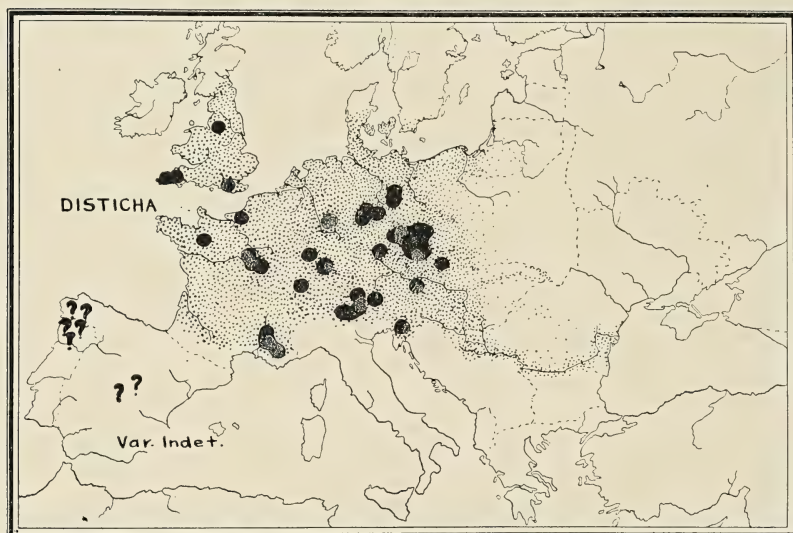 DISTICHA
? ?
? ?
?
? ?
Var. Indet.